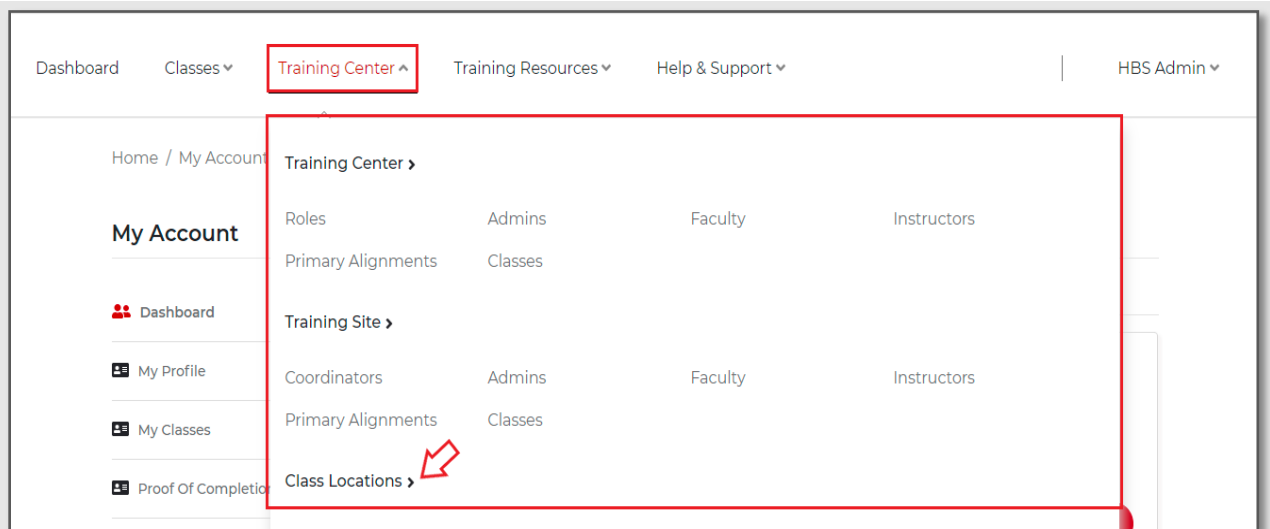 Dashboard Classes Training Center Training Resources Help & Support HBS Admin
Home / My Account
Training Center
Roles Admins Faculty Instructors
My Account
Primary Alignments Classes
Dashboard
Training Site
My Profile
Coordinators Admins Faculty Instructors
My Classes
Primary Alignments Classes
Proof Of Completion
Class Locations